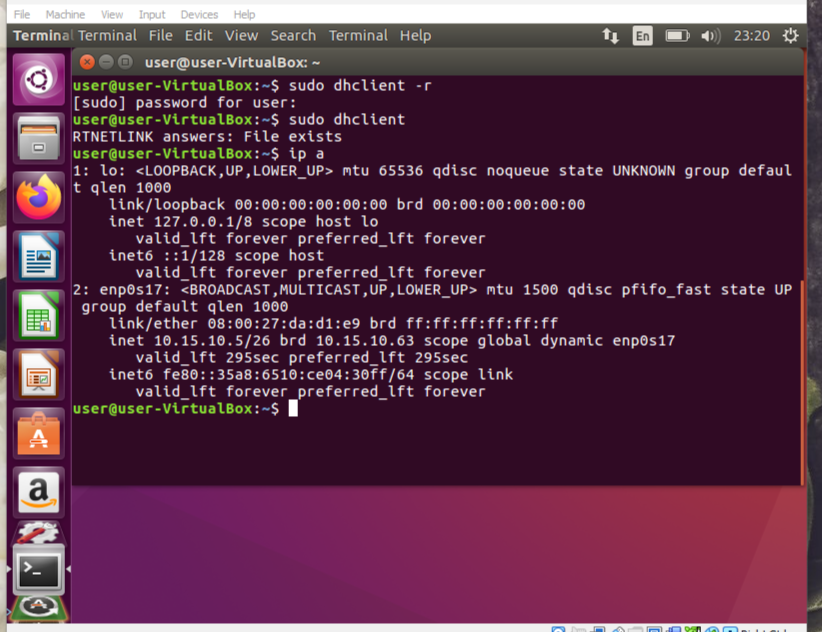 File Machine View Input Devices Help
Terminal Terminal File Edit View Search Terminal Help En 23:20
user@user-VirtualBox: ~
user@user-VirtualBox:~$ sudo dhclient -r
[sudo] password for user:
user@user-VirtualBox:~$ sudo dhclient
RTNETLINK answers: File exists
user@user-VirtualBox:~$ ip a
1: lo: <LOOPBACK,UP,LOWER_UP> mtu 65536 qdisc noqueue state UNKNOWN group defaul
t qlen 1000
    link/loopback 00:00:00:00:00:00 brd 00:00:00:00:00:00
    inet 127.0.0.1/8 scope host lo
       valid_lft forever preferred_lft forever
    inet6 ::1/128 scope host
       valid_lft forever preferred_lft forever
2: enp0s17: <BROADCAST,MULTICAST,UP,LOWER_UP> mtu 1500 qdisc pfifo_fast state UP
 group default qlen 1000
    link/ether 08:00:27:da:d1:e9 brd ff:ff:ff:ff:ff:ff
    inet 10.15.10.5/26 brd 10.15.10.63 scope global dynamic enp0s17
       valid_lft 295sec preferred_lft 295sec
    inet6 fe80::35a8:6510:ce04:30ff/64 scope link
       valid_lft forever preferred_lft forever
user@user-VirtualBox:~$